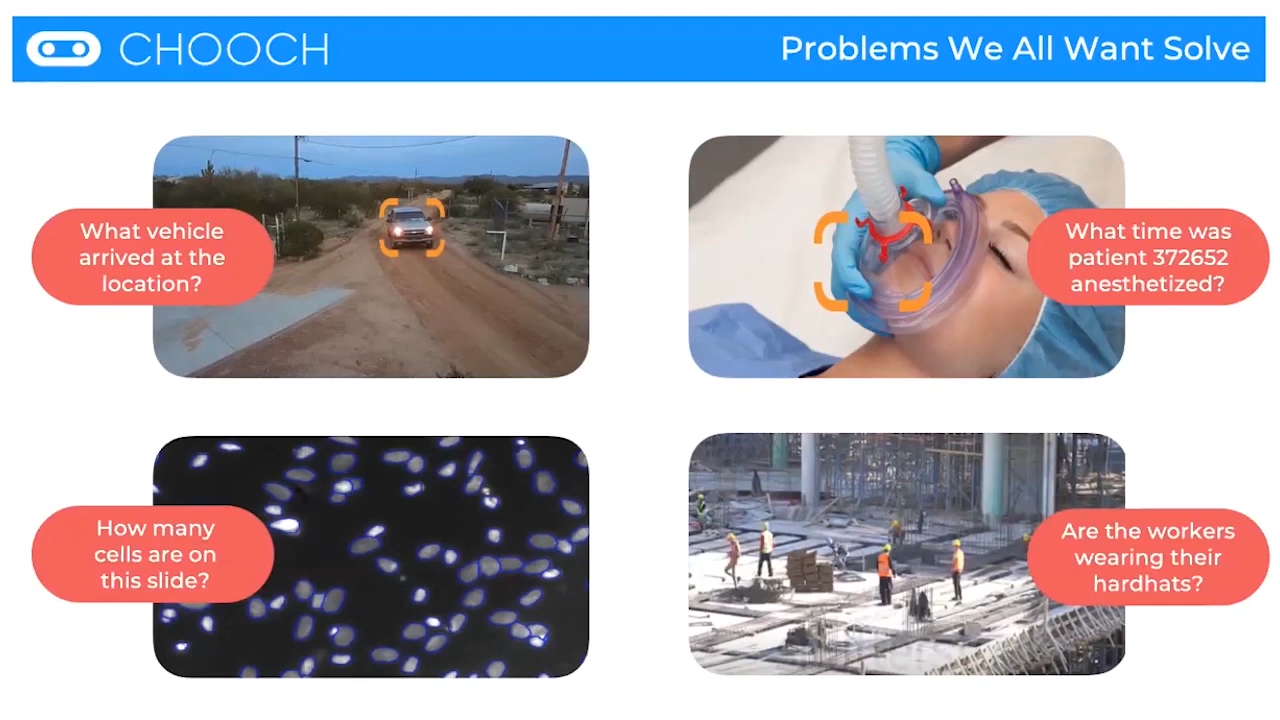 CHOOCH
Problems We All Want Solve
What vehicle
arrived at the
location?
What time was
patient 372652
anesthetized?
How many
cells are on
this slide?
Are the workers
wearing their
hardhats?